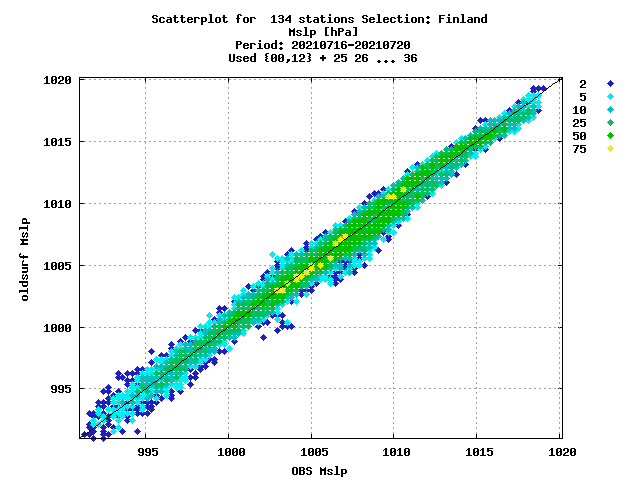 Scatterplot for  134 stations Selection: Finland
Mslp [hPa]
Period: 20210716-20210720
Used {00,12} + 25 26 ... 36
1020
1015
1010
1005
1000
995
oldsurf Mslp
995 1000 1005 1010 1015 1020
OBS Mslp
2
5
10
25
50
75